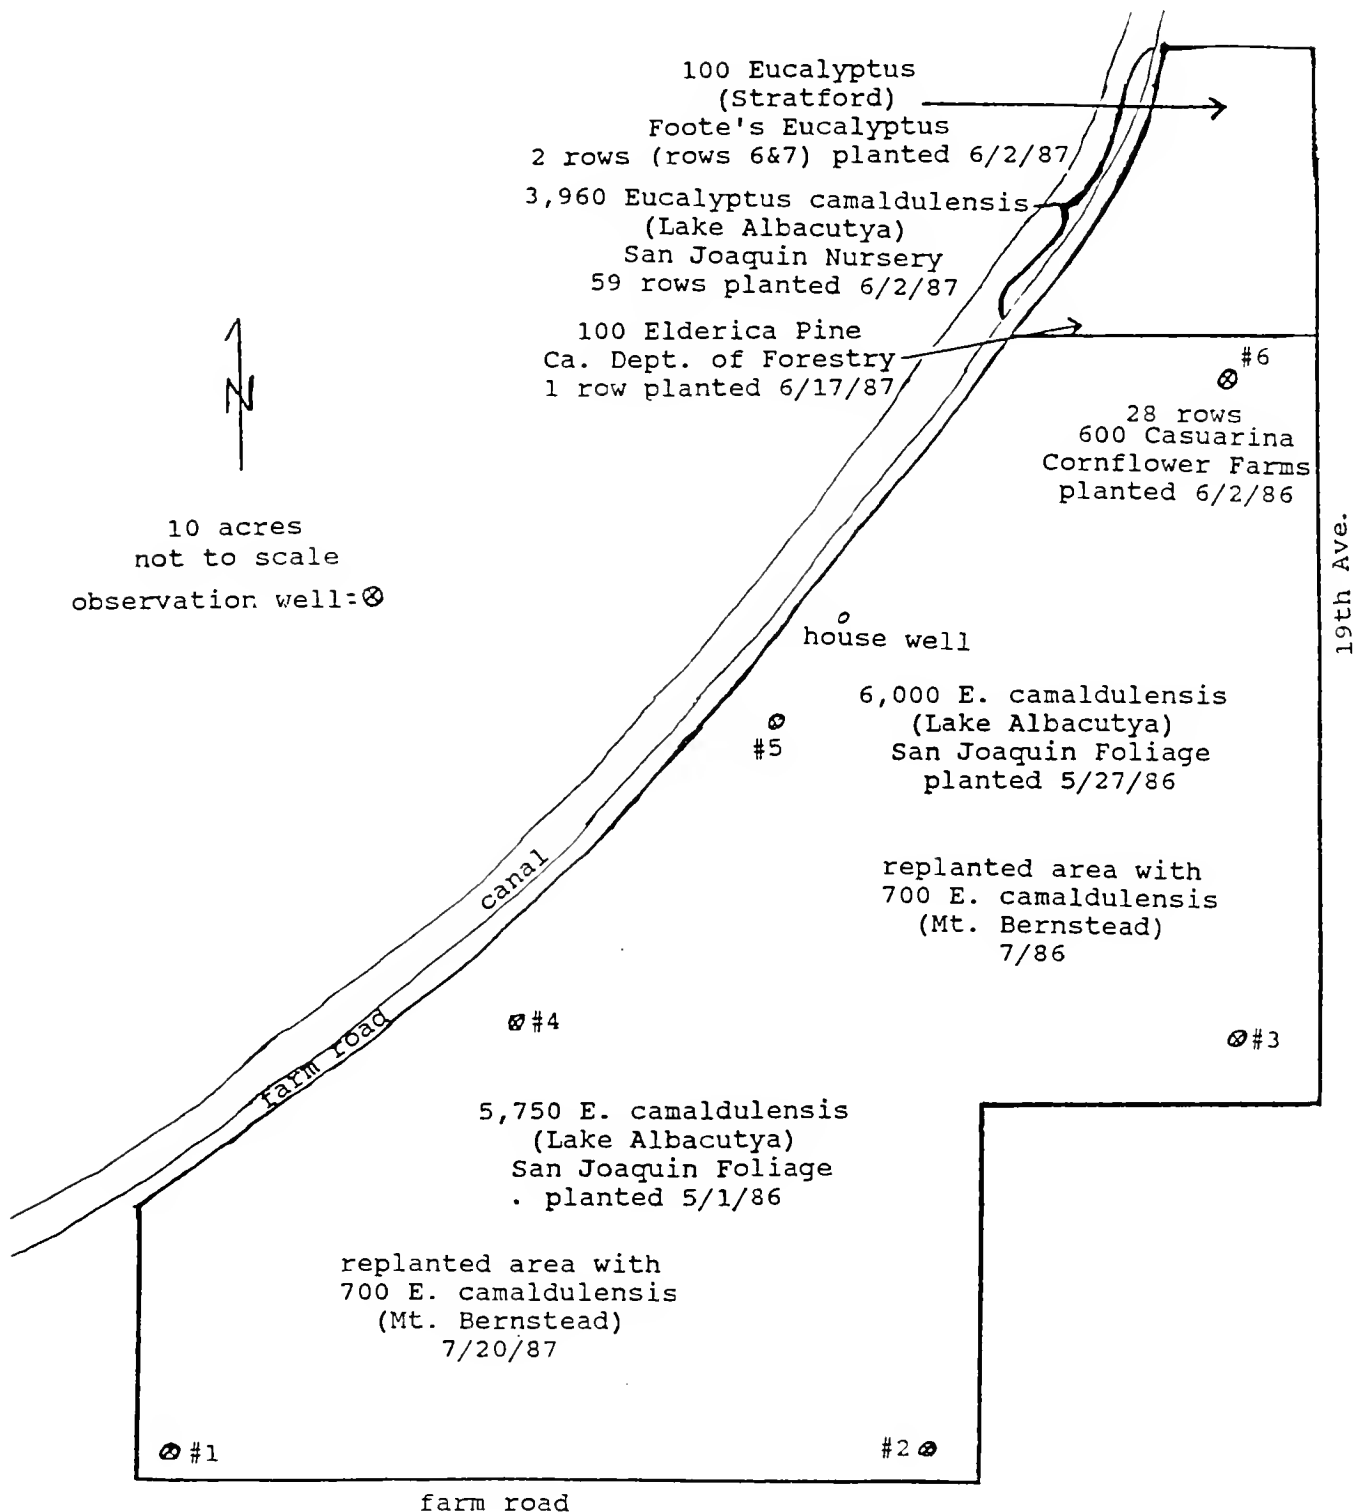 100 Eucalyptus
(Stratford)
Foote's Eucalyptus
2 rows (rows 6&7) planted 6/2/87
3,960 Eucalyptus camaldulensis
(Lake Albacutya)
San Joaquin Nursery
59 rows planted 6/2/87
100 Elderica Pine
Ca. Dept. of Forestry
1 row planted 6/17/87
N
10 acres
not to scale
observation well=
#6
28 rows
600 Casuarina
Cornflower Farms
planted 6/2/86
19th Ave.
house well
#5
6,000 E. camaldulensis
(Lake Albacutya)
San Joaquin Foliage
planted 5/27/86
replanted area with
700 E. camaldulensis
(Mt. Bernstead)
7/86
canal
farm road
#4
#3
5,750 E. camaldulensis
(Lake Albacutya)
San Joaquin Foliage
planted 5/1/86
replanted area with
700 E. camaldulensis
(Mt. Bernstead)
7/20/87
#1
#2
farm road